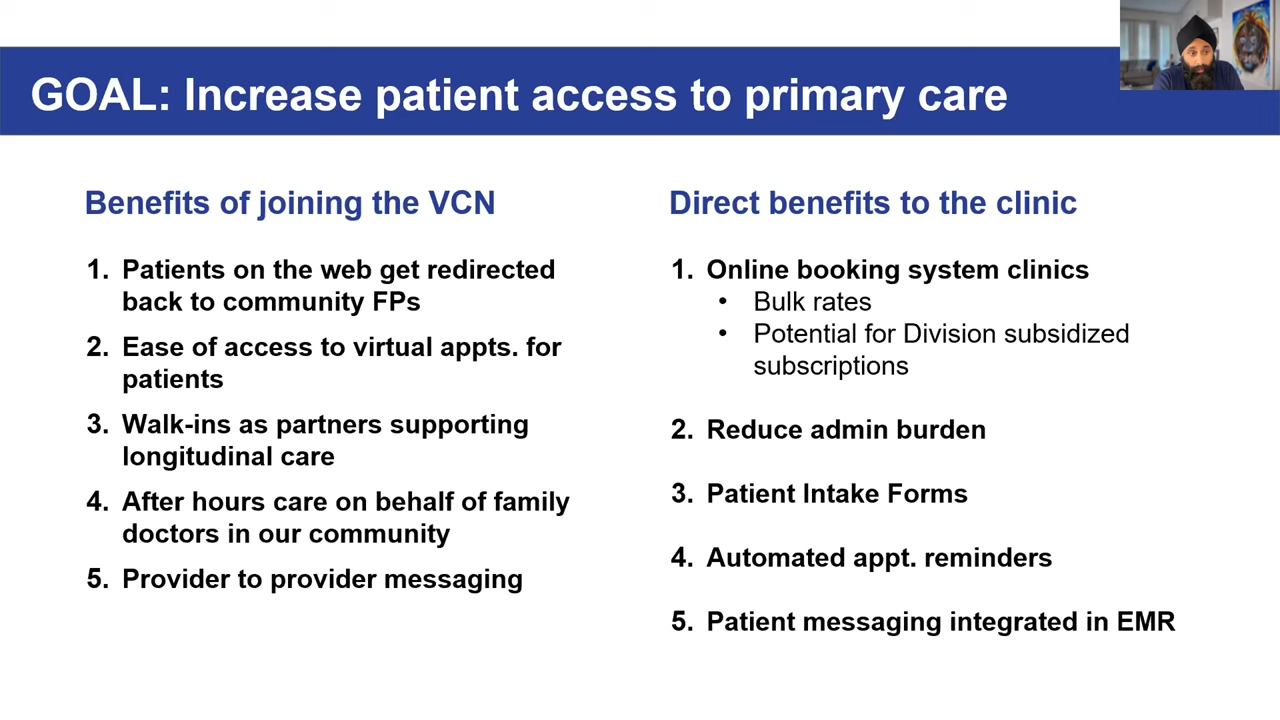 GOAL: Increase patient access to primary care
Benefits of joining the VCN
1. Patients on the web get redirected
back to community FPs
2. Ease of access to virtual appts. for
patients
3. Walk-ins as partners supporting
longitudinal care
4. After hours care on behalf of family
doctors in our community
5. Provider to provider messaging
Direct benefits to the clinic
1. Online booking system clinics
• Bulk rates
• Potential for Division subsidized
subscriptions
2. Reduce admin burden
3. Patient Intake Forms
4. Automated appt. reminders
5. Patient messaging integrated in EMR